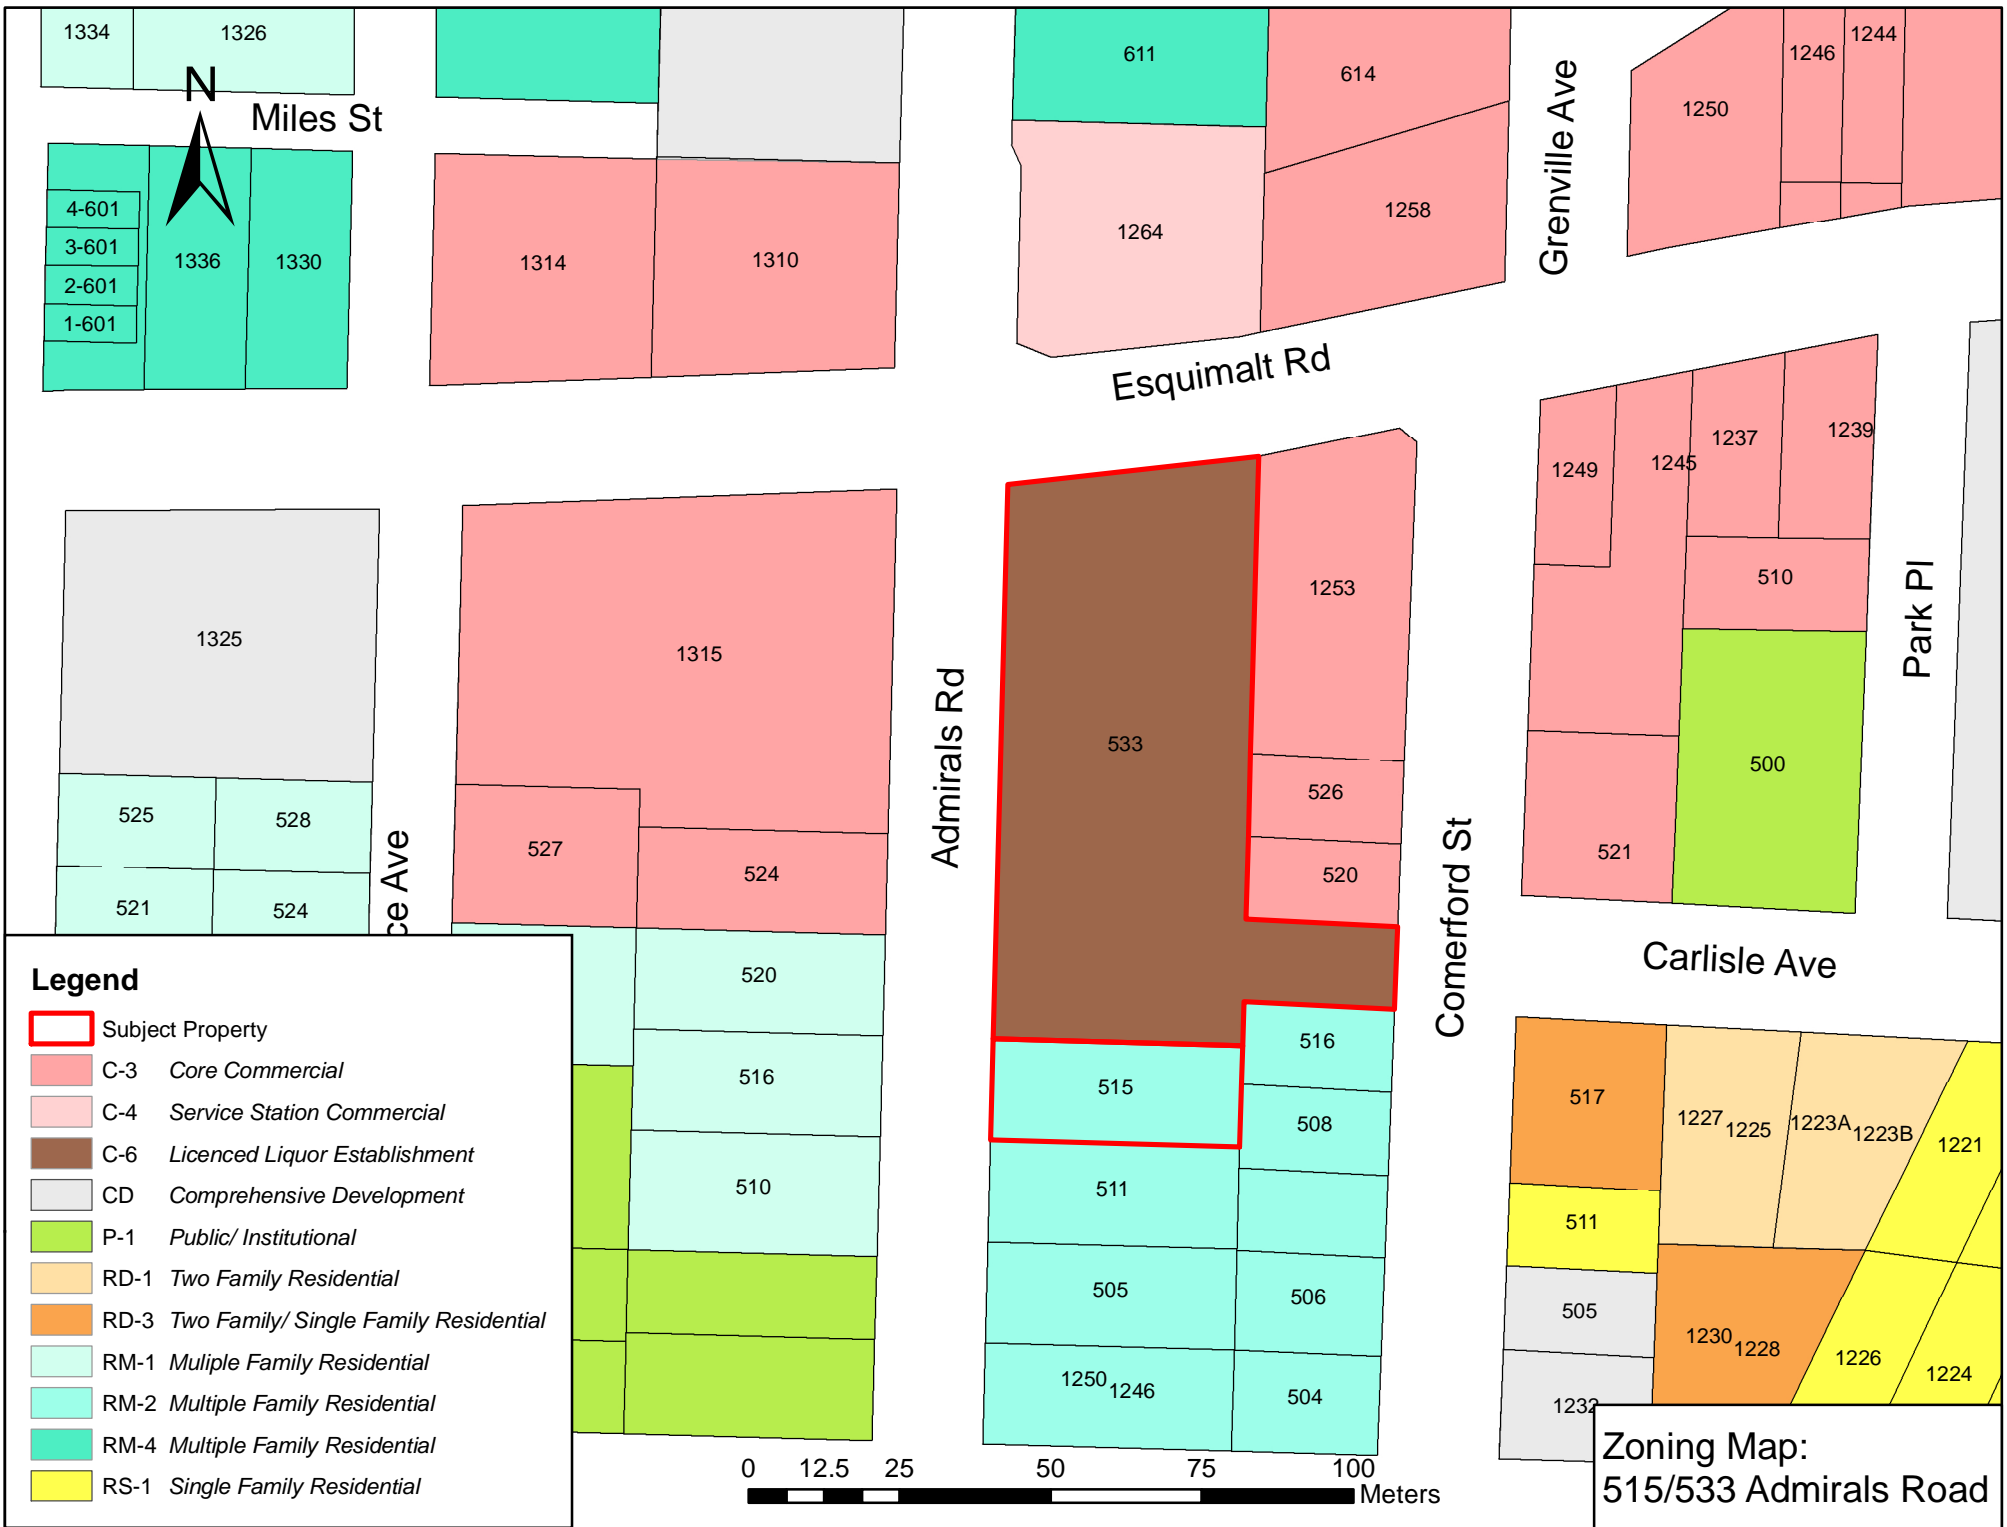 1334
1326
611
614
1246
1244
1250
N
Miles St
Grenville Ave
4-601
3-601
2-601
1-601
1336
1330
1314
1310
1264
1258
Esquimalt Rd
1249
1245
1237
1239
510
1253
1325
1315
Admirals Rd
533
Park Pl
500
525
528
527
524
526
521
520
521
524
ce Ave
Comerford St
Carlisle Ave
520
516
510
516
515
508
511
505
506
1250
1246
504
517
1227
1225
1223A
1223B
1221
511
505
1230
1228
1226
1224
1232
Legend
Subject Property
C-3 Core Commercial
C-4 Service Station Commercial
C-6 Licenced Liquor Establishment
CD Comprehensive Development
P-1 Public/ Institutional
RD-1 Two Family Residential
RD-3 Two Family/ Single Family Residential
RM-1 Muliple Family Residential
RM-2 Multiple Family Residential
RM-4 Multiple Family Residential
RS-1 Single Family Residential
0 12.5 25 50 75 100
Meters
Zoning Map:
515/533 Admirals Road